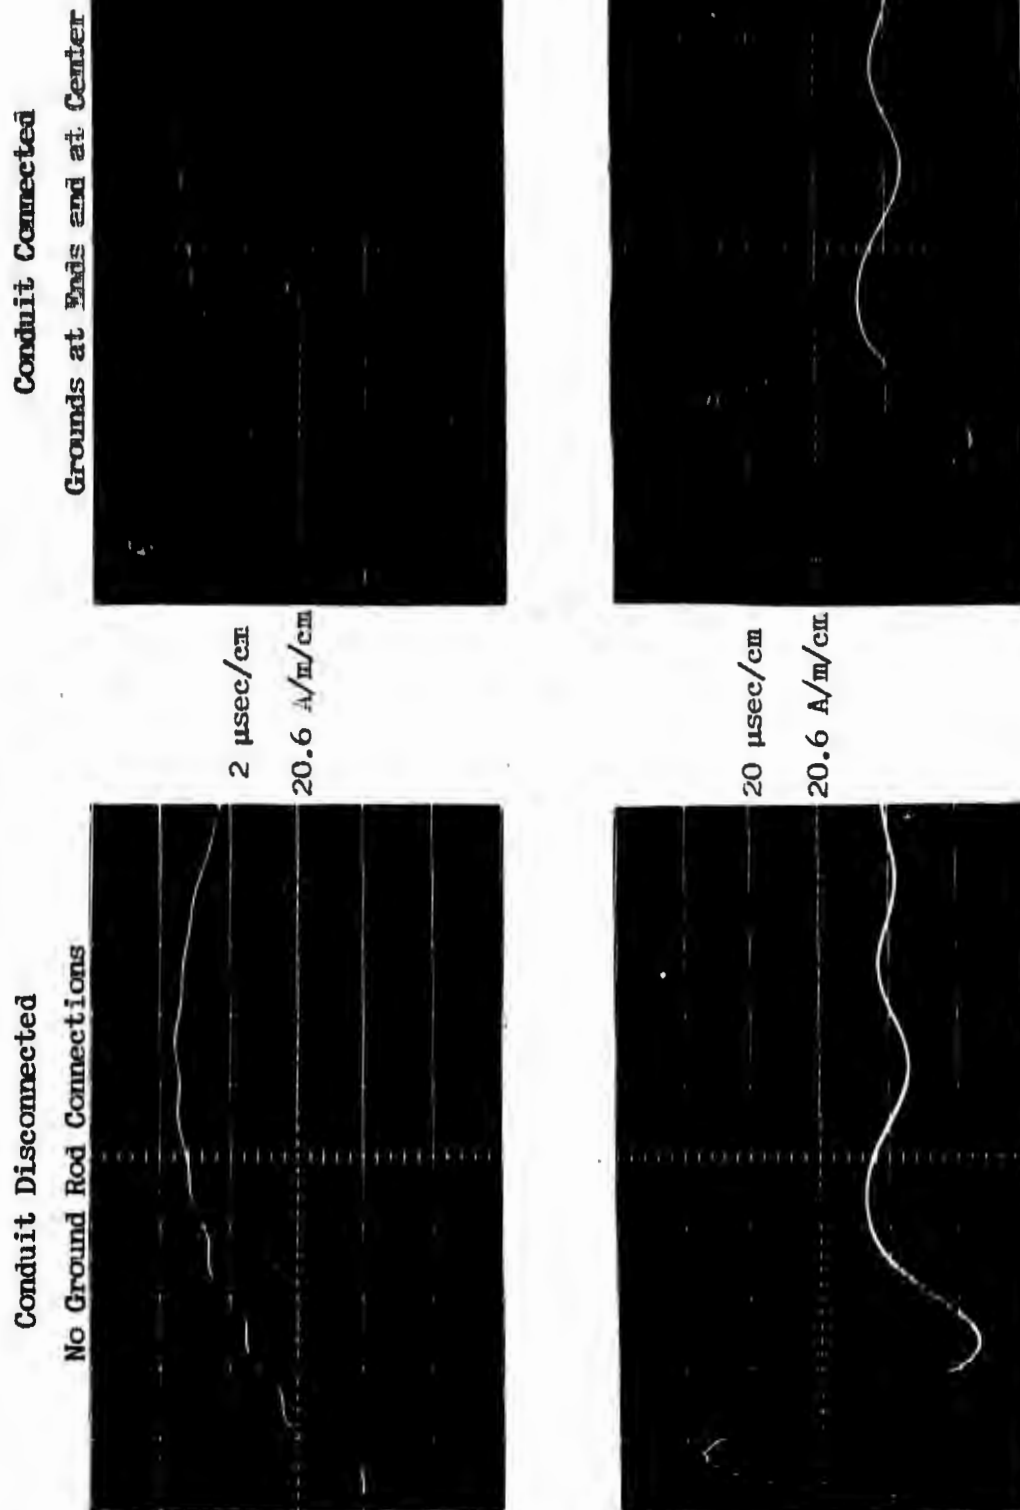 Conduit Disconnected
No Ground Rod Connections
Conduit Connected
Grounds at Ends and at Center
2 μsec/cm
20.6 A/m/cm
20 μsec/cm
20.6 A/m/cm